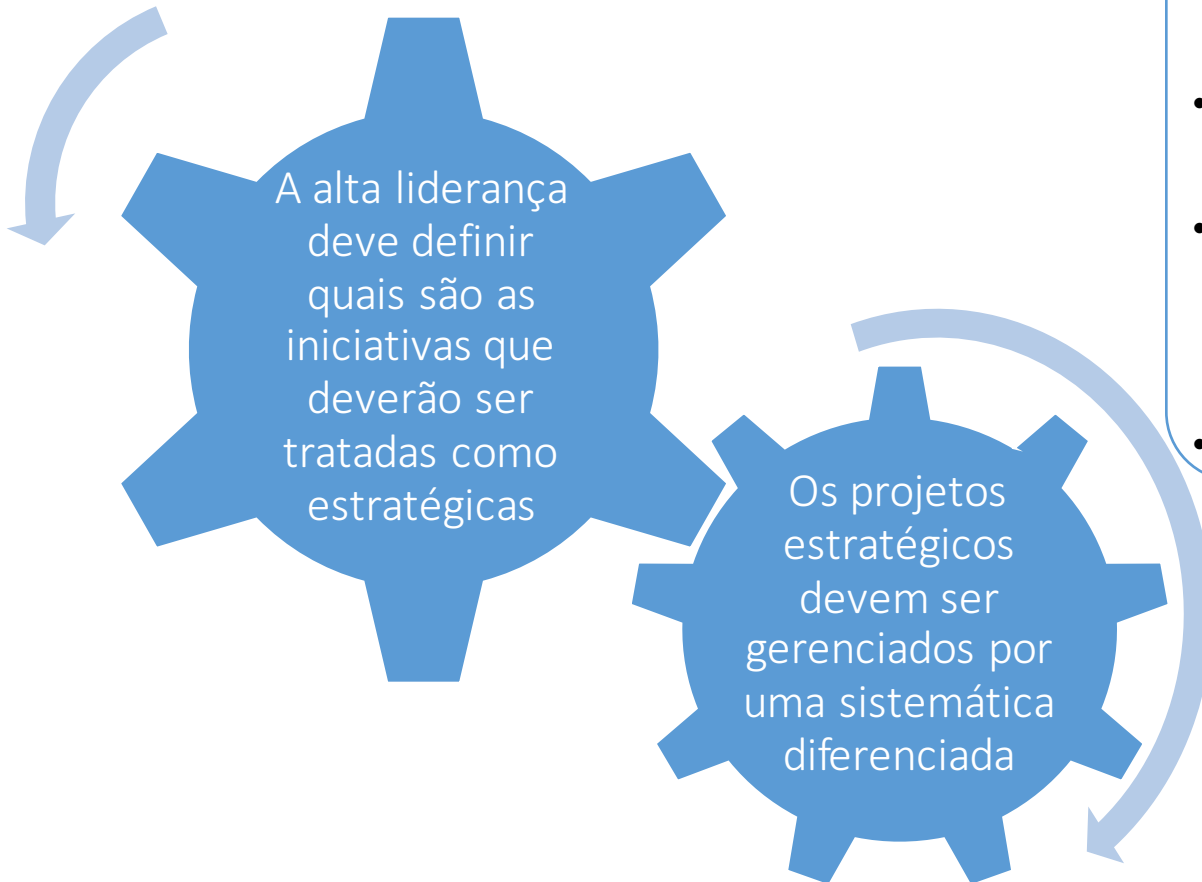 A alta liderança
deve definir
quais são as
iniciativas que
deverão ser
tratadas como
estratégicas
Os projetos
estratégicos
devem ser
gerenciados por
uma sistemática
diferenciada